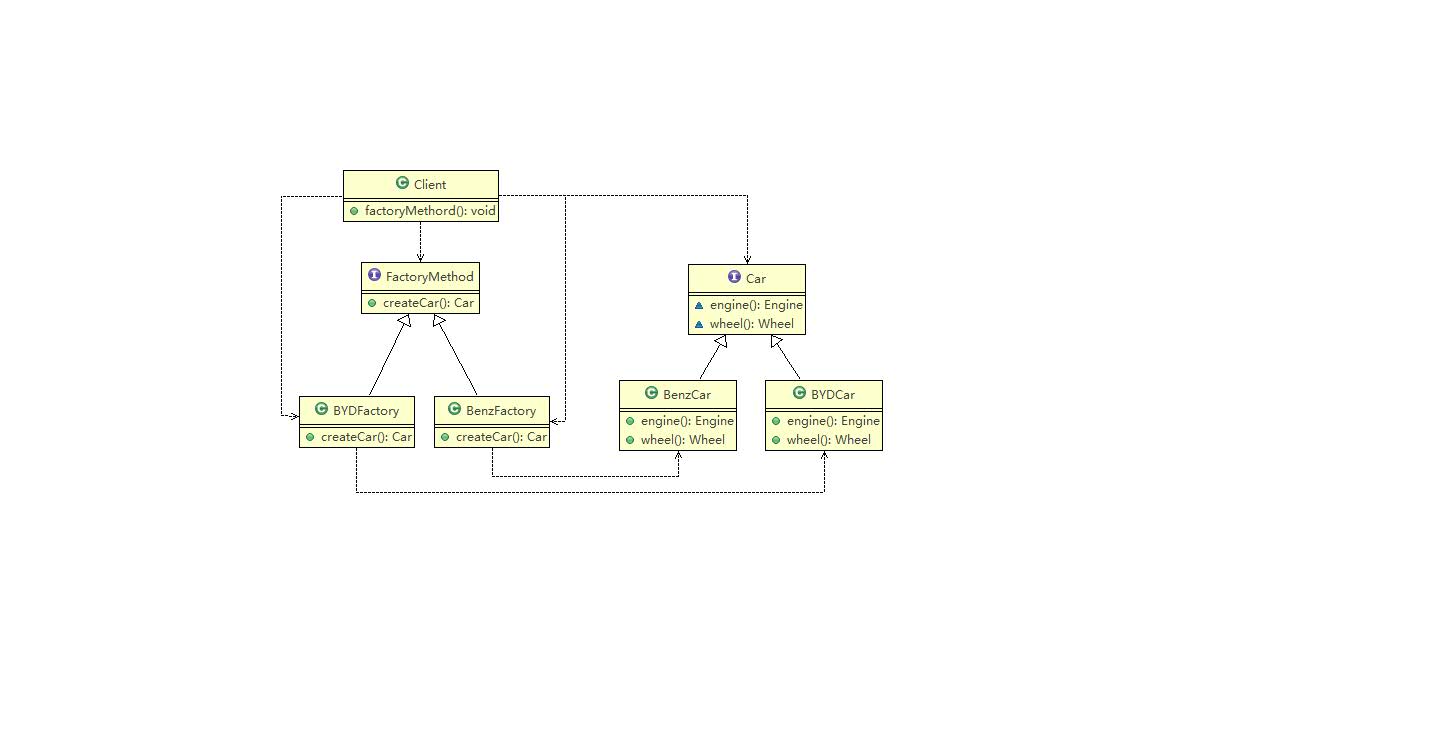 Client
factoryMethord(): void
FactoryMethod
createCar(): Car
Car
engine(): Engine
wheel(): Wheel
BYDFactory
createCar(): Car
BenzFactory
createCar(): Car
BenzCar
engine(): Engine
wheel(): Wheel
BYDCar
engine(): Engine
wheel(): Wheel